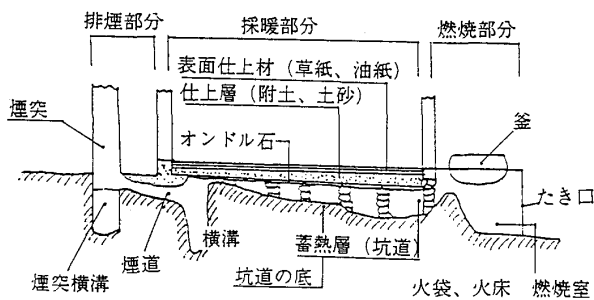 排煙部分
採暖部分
燃焼部分
表面仕上材（草紙、油紙）
仕上層（附土、土砂）
煙突
オンドル石
釜
たき口
煙突横溝
煙道
横溝
坑道の底
蓄熱層（坑道）
火袋、火床
燃焼室